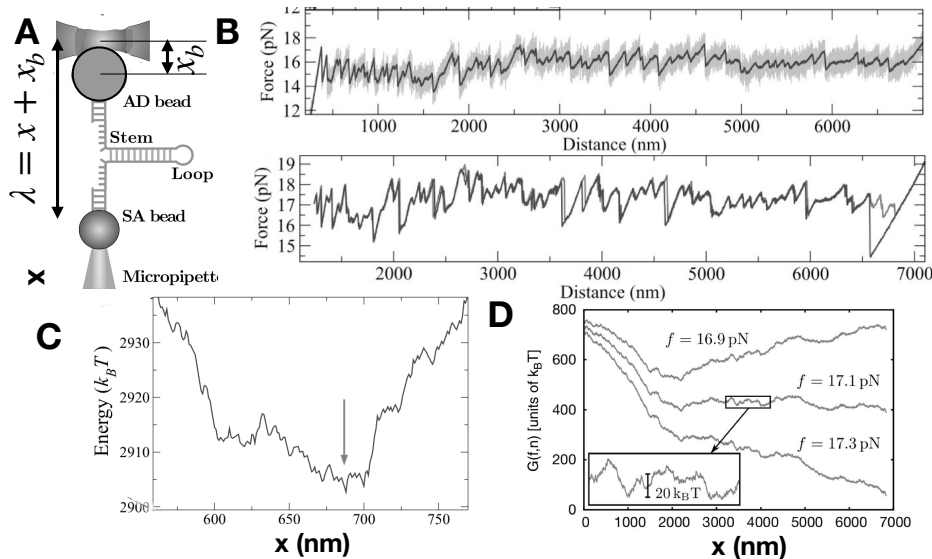 A
λ = x + x_b
x_b
AD bead
Stem
Loop
SA bead
Micropipette
x
B
Force (pN)
18
16
14
12
1000 2000 3000 4000 5000 6000
Distance (nm)
Force (pN)
19
18
17
16
15
2000 3000 4000 5000 6000 7000
Distance (nm)
C
Energy (k_BT)
2930
2920
2910
2900
600 650 700 750
x (nm)
D
G(f,n) [units of k_BT]
800
600
400
200
0
f = 16.9 pN
f = 17.1 pN
f = 17.3 pN
20 k_BT
0 1000 2000 3000 4000 5000 6000 7000
x (nm)